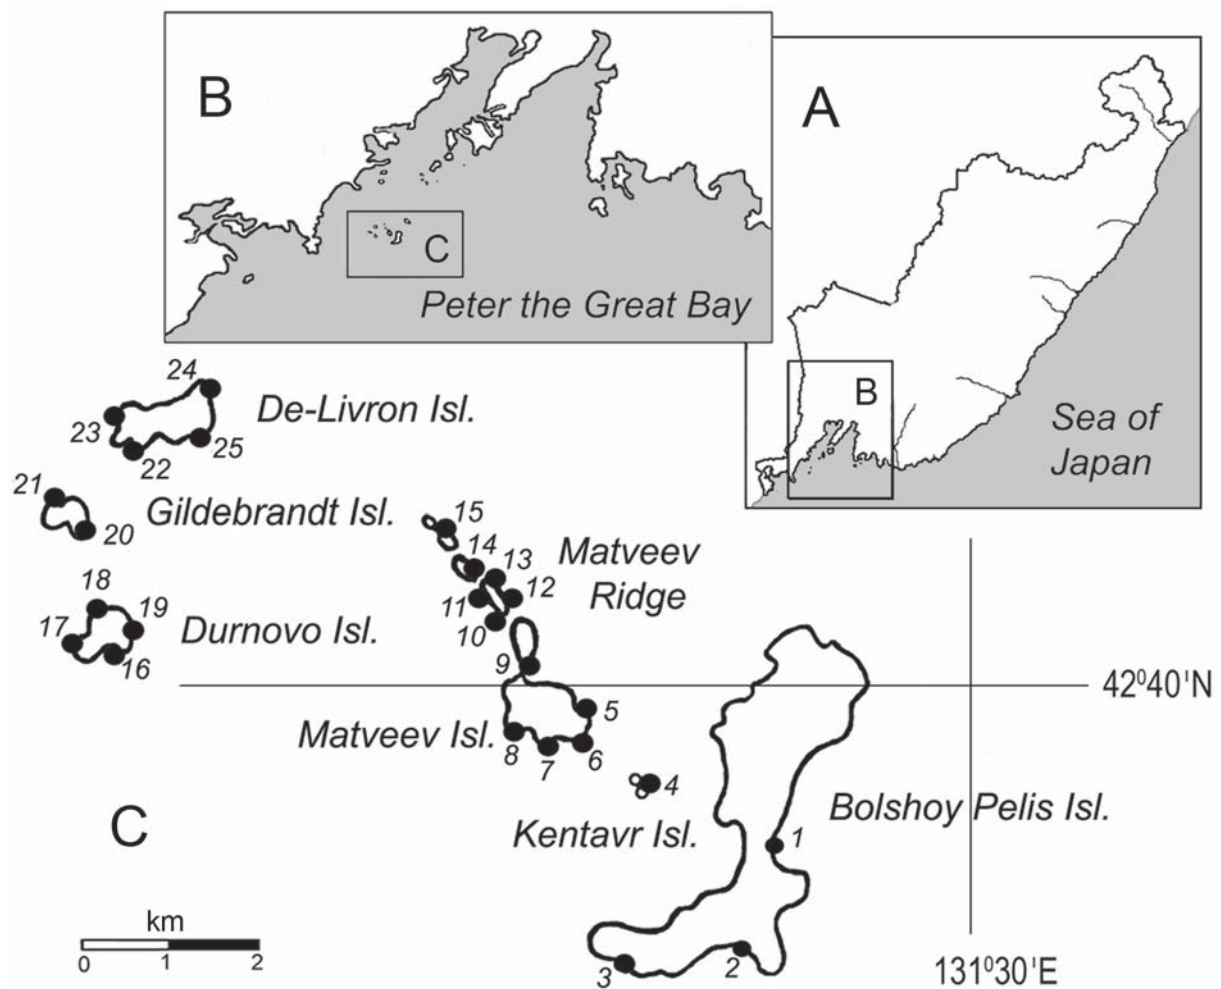 B
A
C
Peter the Great Bay
B
Sea of
Japan
24
De-Livron Isl.
23
25
22
21
Gildebrandt Isl.
20
15
14
13
Matveev
Ridge
12
11
10
18
19
Durnovo Isl.
17
16
9
42⁰40'N
5
Matveev Isl.
8
7
6
4
Bolshoy Pelis Isl.
C
Kentavr Isl.
1
km
0
1
2
3
2
131⁰30'E